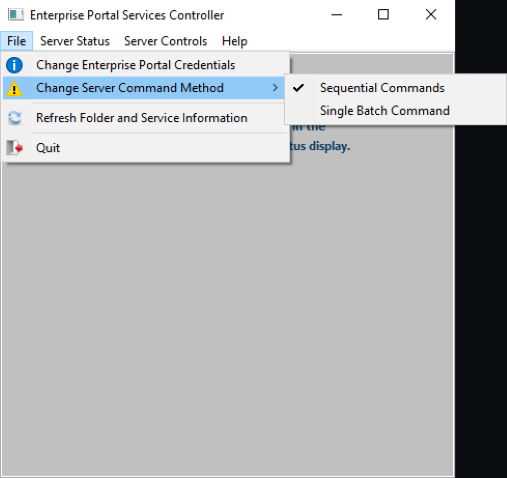 Enterprise Portal Services Controller
File Server Status Server Controls Help
Change Enterprise Portal Credentials
Change Server Command Method
Sequential Commands
Single Batch Command
Refresh Folder and Service Information
in the
Quit
tus display.